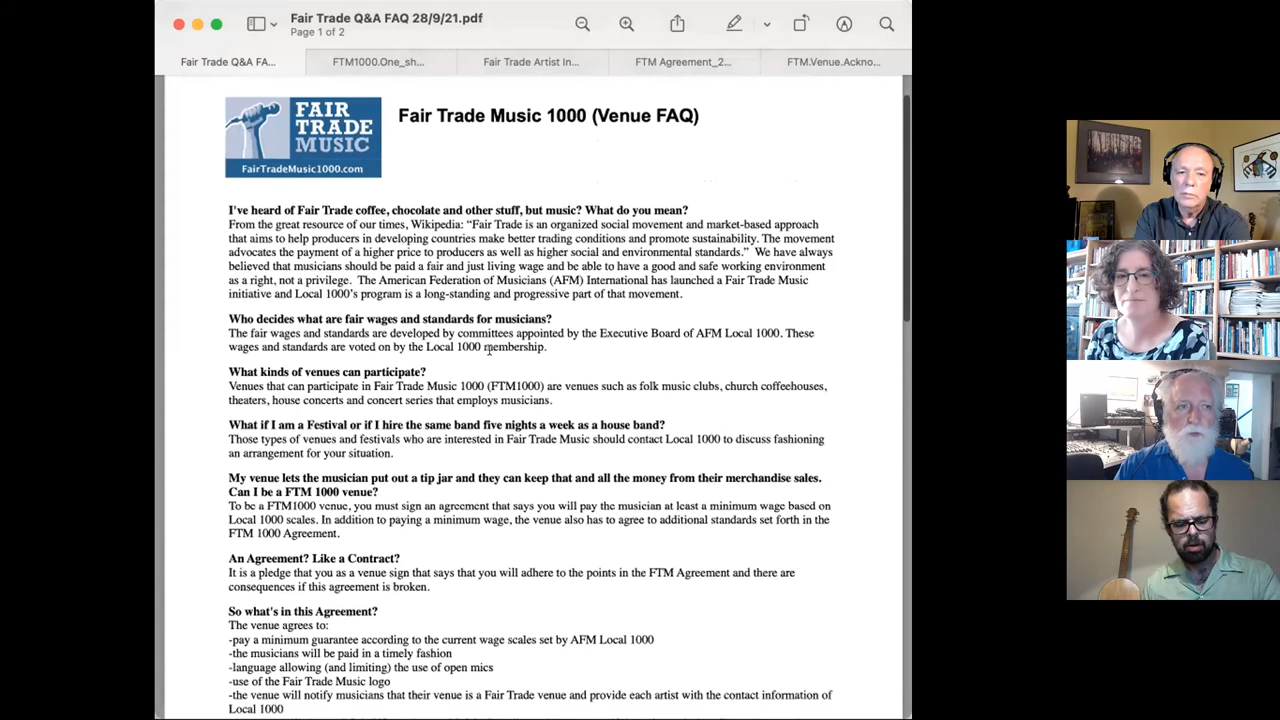 Fair Trade Q&A FAQ 28/9/21.pdf
Page 1 of 2
Fair Trade Q&A FA...
FTM1000.One_sh...
Fair Trade Artist In...
FTM Agreement_2...
FTM.Venue.Ackno...
FAIR
TRADE
MUSIC
FairTradeMusic1000.com
Fair Trade Music 1000 (Venue FAQ)
I've heard of Fair Trade coffee, chocolate and other stuff, but music? What do you mean?
From the great resource of our times, Wikipedia: “Fair Trade is an organized social movement and market-based approach
that aims to help producers in developing countries make better trading conditions and promote sustainability. The movement
advocates the payment of a higher price to producers as well as higher social and environmental standards.” We have always
believed that musicians should be paid a fair and just living wage and be able to have a good and safe working environment
as a right, not a privilege. The American Federation of Musicians (AFM) International has launched a Fair Trade Music
initiative and Local 1000’s program is a long-standing and progressive part of that movement.
Who decides what are fair wages and standards for musicians?
The fair wages and standards are developed by committees appointed by the Executive Board of AFM Local 1000. These
wages and standards are voted on by the Local 1000 membership.
What kinds of venues can participate?
Venues that can participate in Fair Trade Music 1000 (FTM1000) are venues such as folk music clubs, church coffeehouses,
theaters, house concerts and concert series that employs musicians.
What if I am a Festival or if I hire the same band five nights a week as a house band?
Those types of venues and festivals who are interested in Fair Trade Music should contact Local 1000 to discuss fashioning
an arrangement for your situation.
My venue lets the musician put out a tip jar and they can keep that and all the money from their merchandise sales.
Can I be a FTM 1000 venue?
To be a FTM1000 venue, you must sign an agreement that says you will pay the musician at least a minimum wage based on
Local 1000 scales. In addition to paying a minimum wage, the venue also has to agree to additional standards set forth in the
FTM 1000 Agreement.
An Agreement? Like a Contract?
It is a pledge that you as a venue sign that says that you will adhere to the points in the FTM Agreement and there are
consequences if this agreement is broken.
So what's in this Agreement?
The venue agrees to:
-pay a minimum guarantee according to the current wage scales set by AFM Local 1000
-the musicians will be paid in a timely fashion
-language allowing (and limiting) the use of open mics
-use of the Fair Trade Music logo
-the venue will notify musicians that their venue is a Fair Trade venue and provide each artist with the contact information of
Local 1000